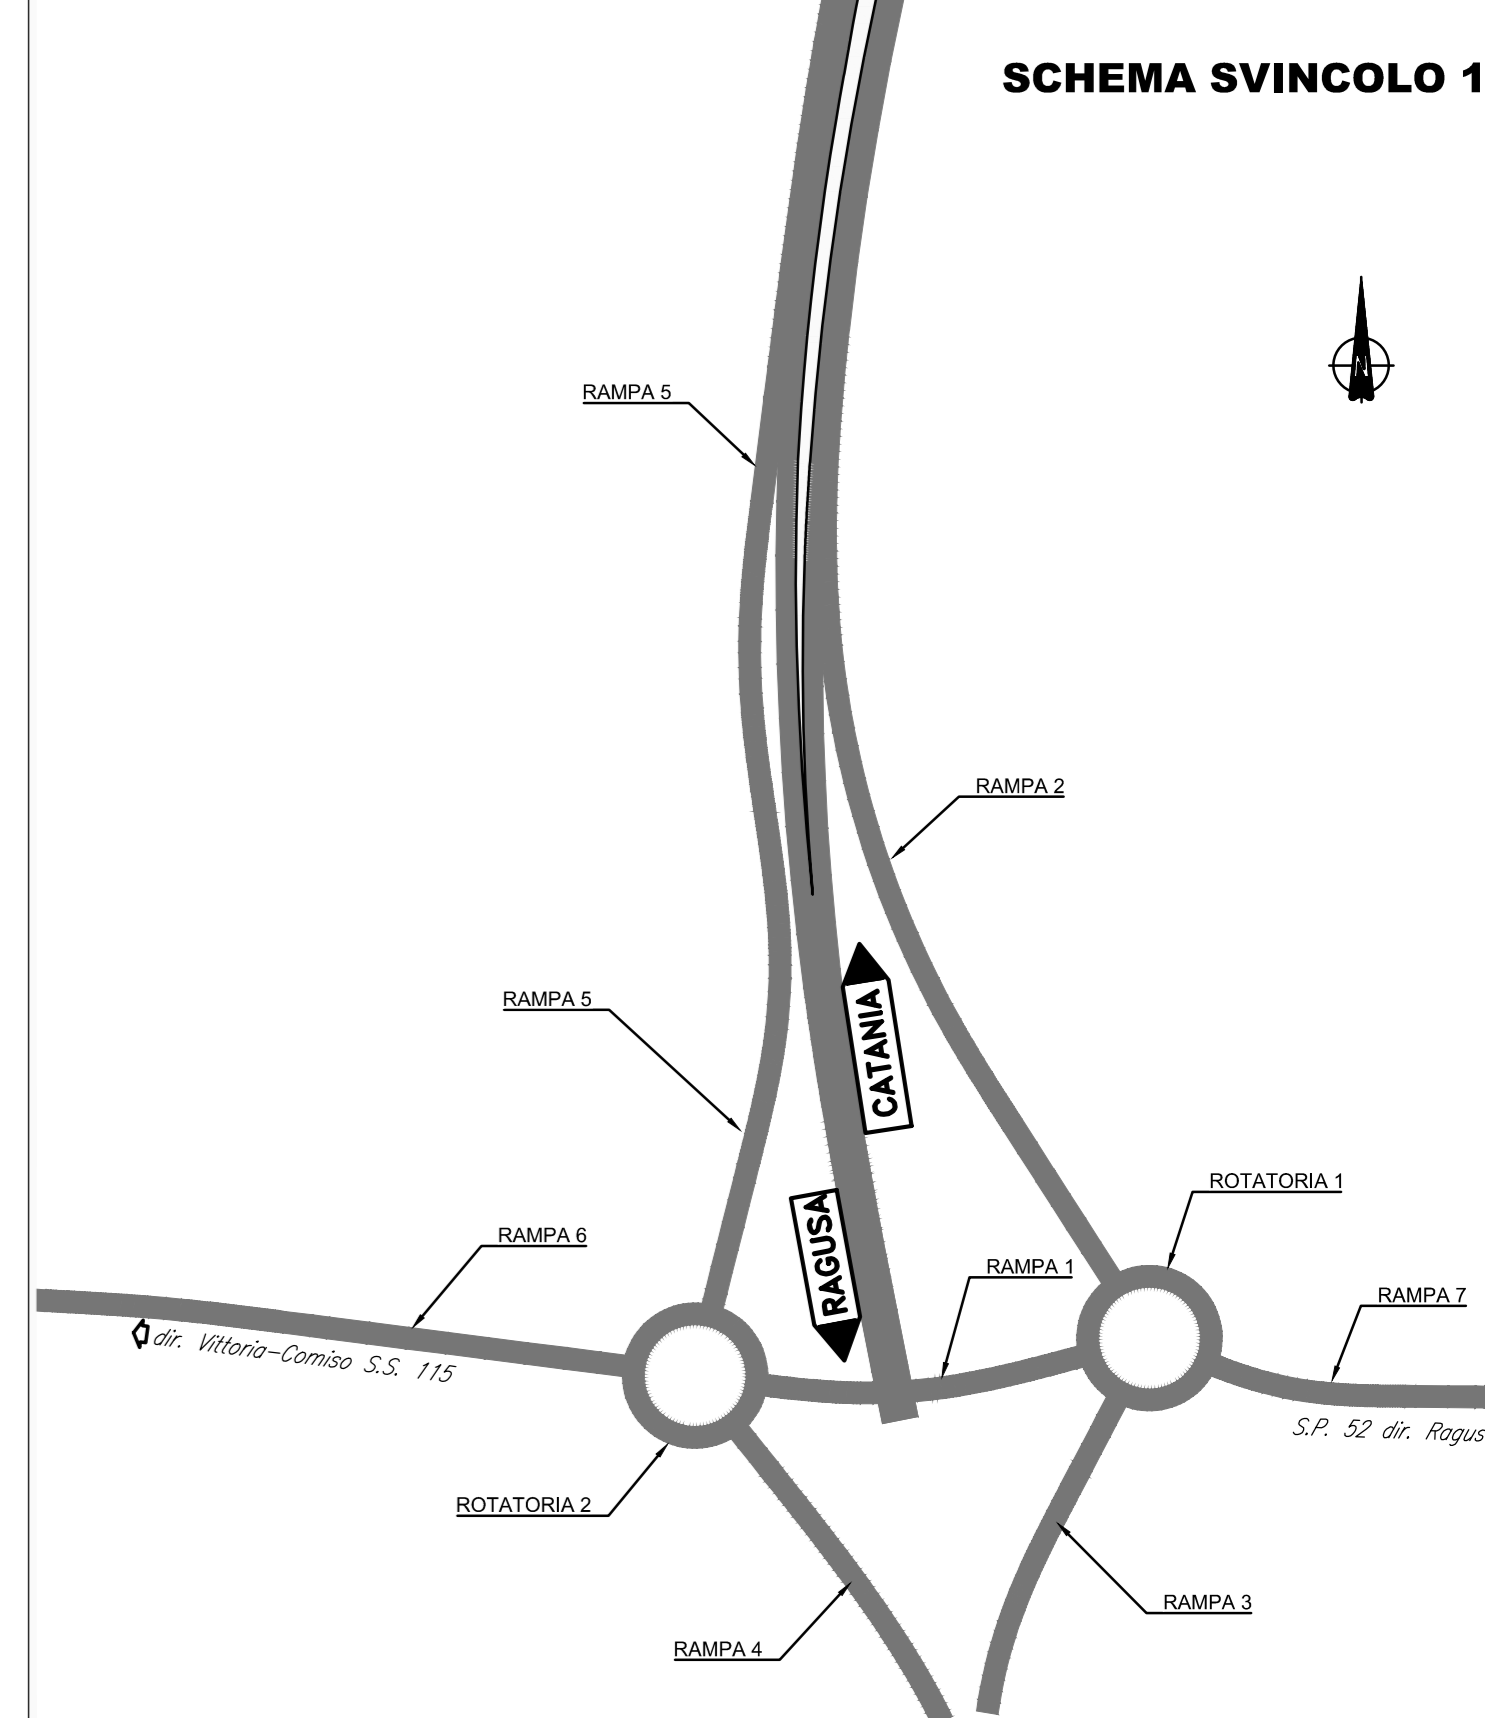 SCHEMA SVINCOLO 1
N
RAMPA 5
RAMPA 2
CATANIA
RAMPA 5
ROTATORIA 1
RAGUSA
RAMPA 6
RAMPA 1
RAMPA 7
dir. Vittoria-Comiso S.S. 115
S.P. 52 dir. Ragus
ROTATORIA 2
RAMPA 3
RAMPA 4